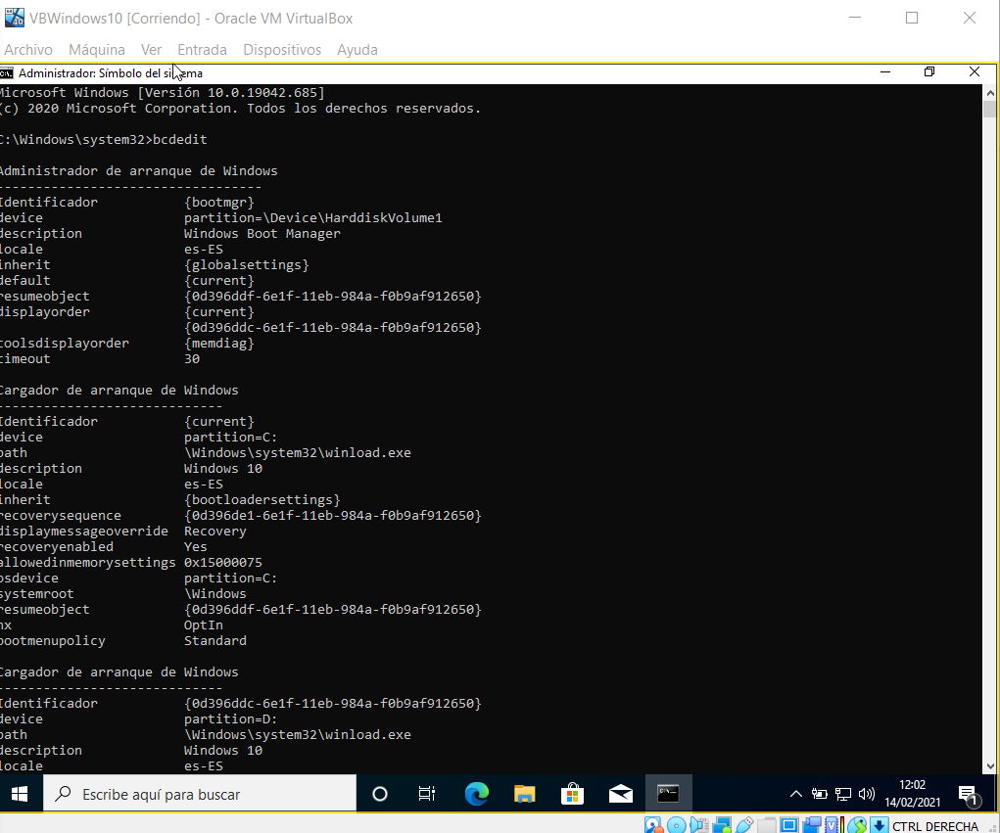 VBWindows10 [Corriendo] - Oracle VM VirtualBox
Archivo Máquina Ver Entrada Dispositivos Ayuda
Administrador: Símbolo del sistema
Microsoft Windows [Versión 10.0.19042.685]
(c) 2020 Microsoft Corporation. Todos los derechos reservados.
C:\Windows\system32>bcdedit
Administrador de arranque de Windows
----------------------------------
Identificador {bootmgr}
device partition=\Device\HarddiskVolume1
description Windows Boot Manager
locale es-ES
inherit {globalsettings}
default {current}
resumeobject {0d396ddf-6e1f-11eb-984a-f0b9af912650}
displayorder {current}
{0d396ddc-6e1f-11eb-984a-f0b9af912650}
toolsdisplayorder {memdiag}
timeout 30
Cargador de arranque de Windows
-----------------------------
Identificador {current}
device partition=C:
path \Windows\system32\winload.exe
description Windows 10
locale es-ES
inherit {bootloadersettings}
recoverysequence {0d396de1-6e1f-11eb-984a-f0b9af912650}
displaymessageoverride Recovery
recoveryenabled Yes
allowedinmemorysettings 0x15000075
osdevice partition=C:
systemroot \Windows
resumeobject {0d396ddf-6e1f-11eb-984a-f0b9af912650}
nx OptIn
bootmenupolicy Standard
Cargador de arranque de Windows
-----------------------------
Identificador {0d396ddc-6e1f-11eb-984a-f0b9af912650}
device partition=D:
path \Windows\system32\winload.exe
description Windows 10
locale es-ES
Escribe aquí para buscar
12:02
14/02/2021
1
CTRL DERECHA